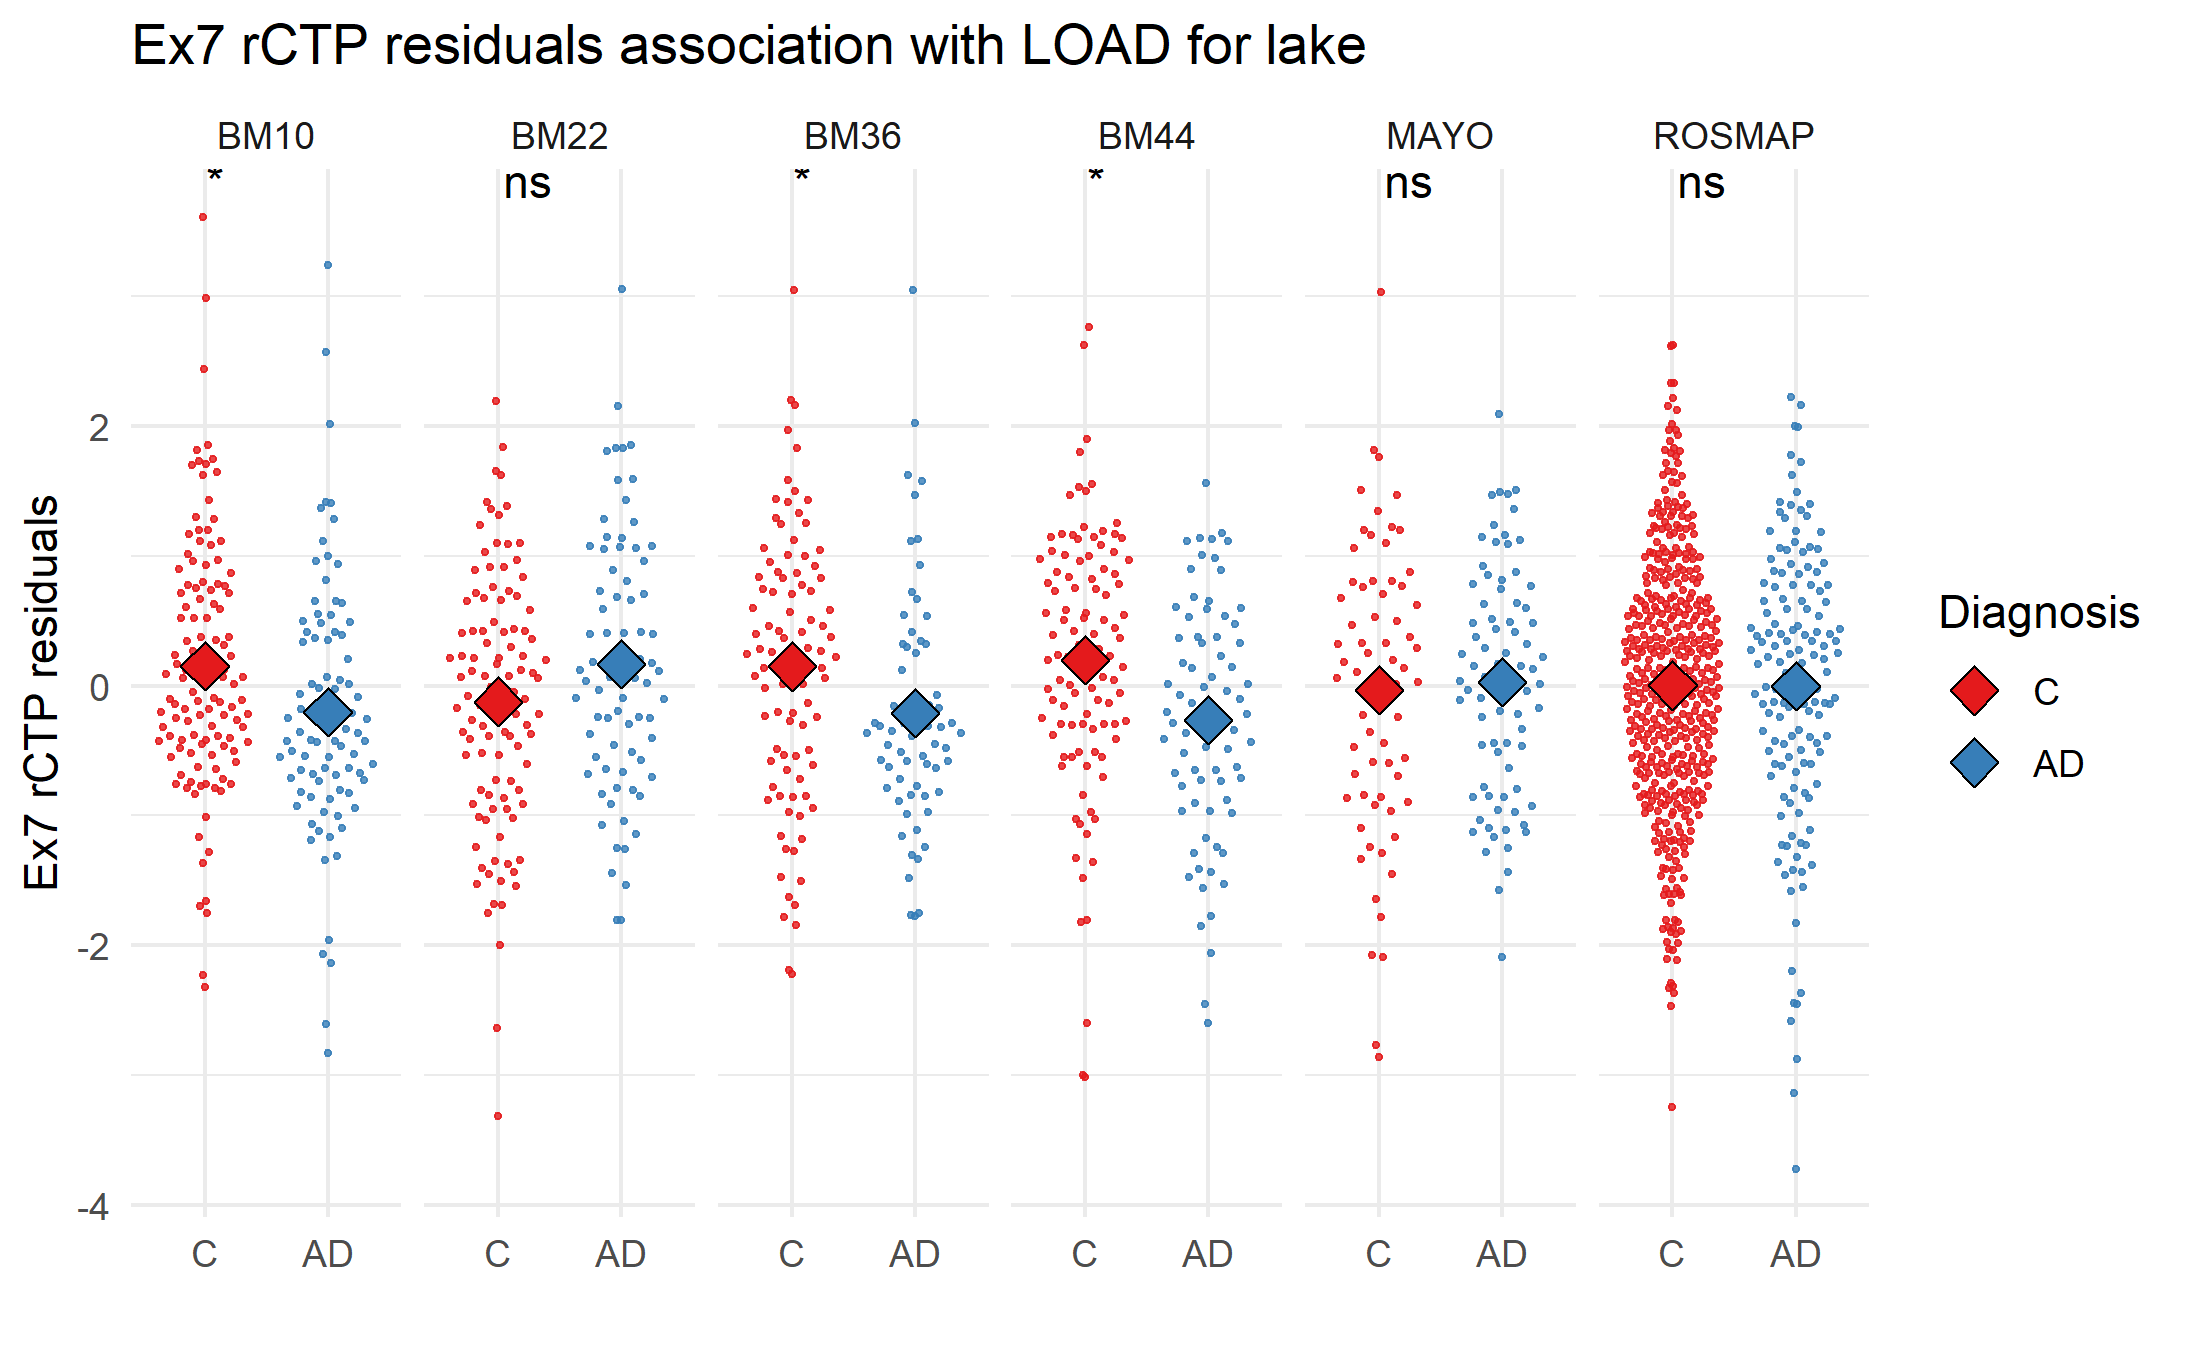 Ex7 rCTP residuals association with LOAD for lake
BM10 BM22 BM36 BM44 MAYO ROSMAP
* ns * * ns ns
Ex7 rCTP residuals
2
0
-2
-4
C AD C AD C AD C AD C AD C AD
Diagnosis
C
AD